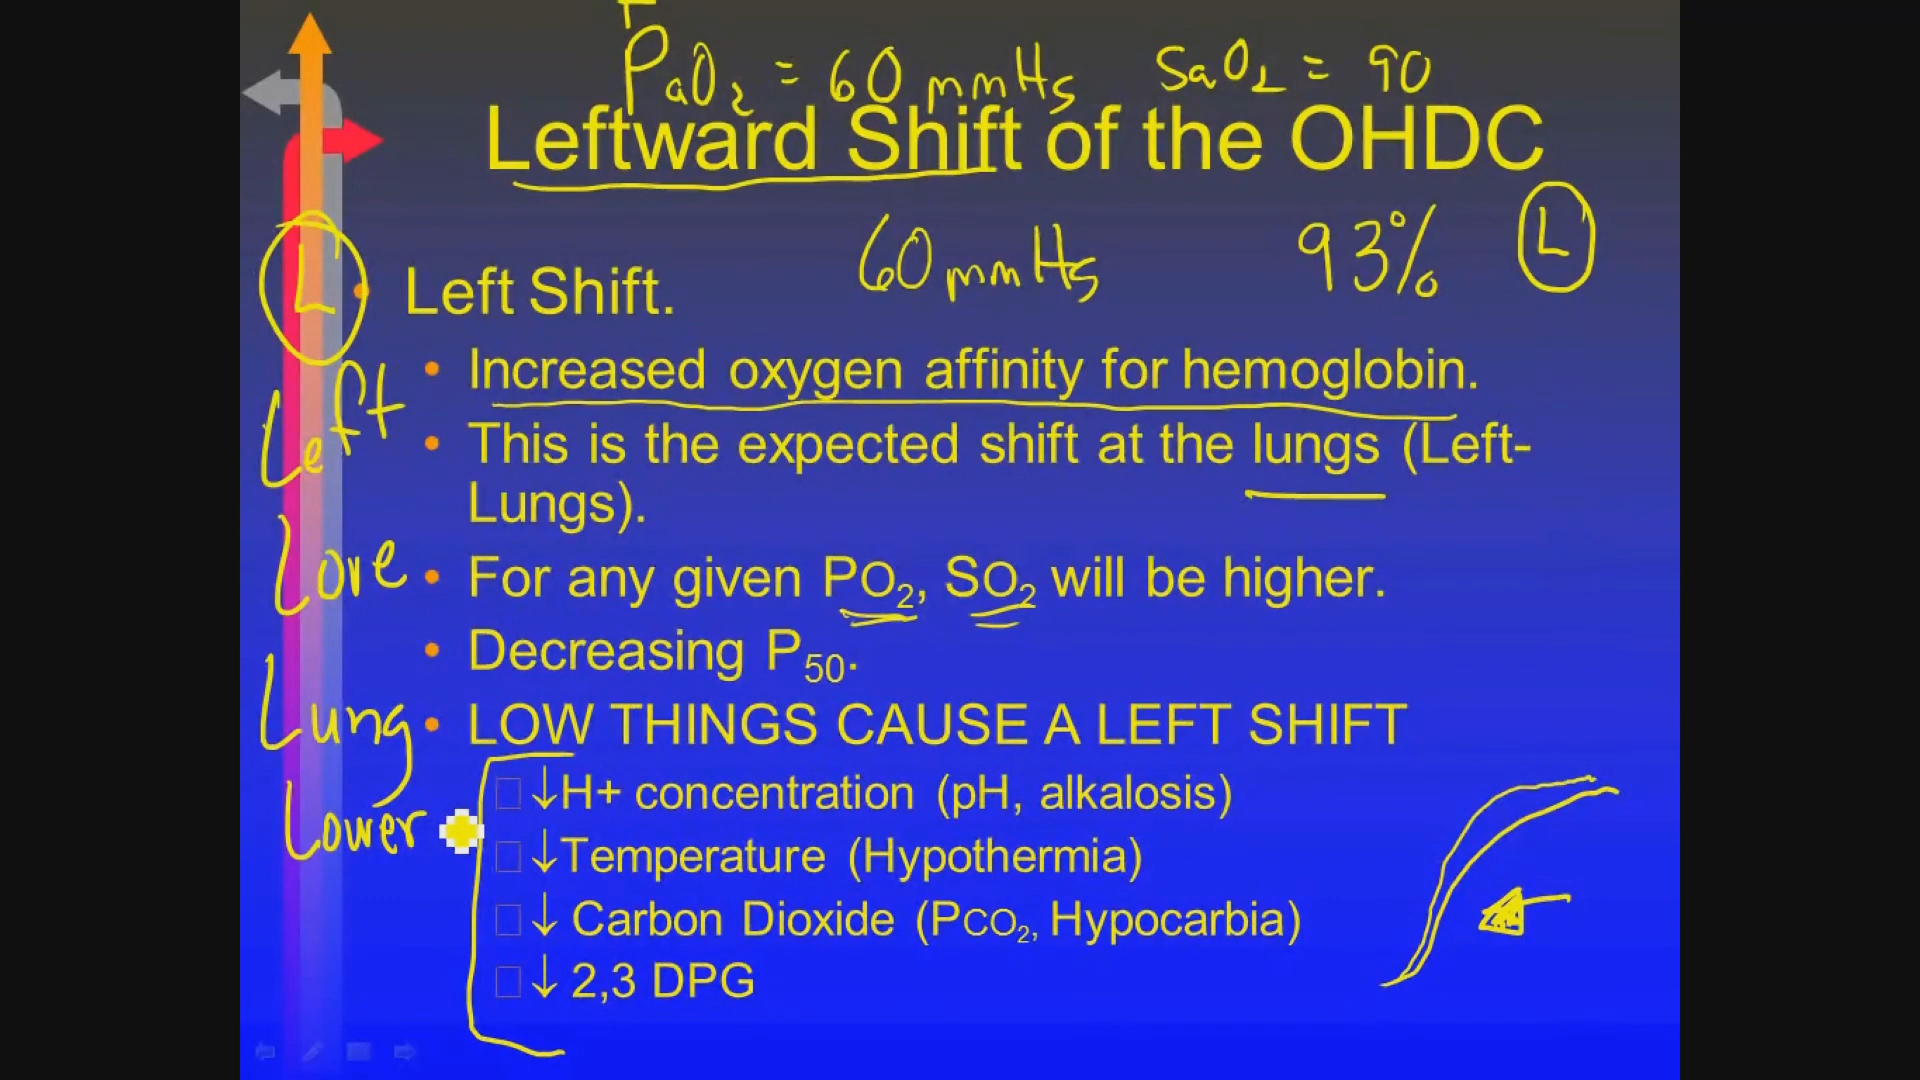 PaO2 = 60 mmHg SaO2 = 90
Leftward Shift of the OHDC
60 mmHg 93% L
L
• Left Shift.
• Increased oxygen affinity for hemoglobin.
Left
• This is the expected shift at the lungs (Left-
Lungs).
Love
• For any given PO2, SO2 will be higher.
• Decreasing P50.
Lung
• LOW THINGS CAUSE A LEFT SHIFT
↓H+ concentration (pH, alkalosis)
Lower
↓Temperature (Hypothermia)
↓ Carbon Dioxide (PCO2, Hypocarbia)
↓ 2,3 DPG